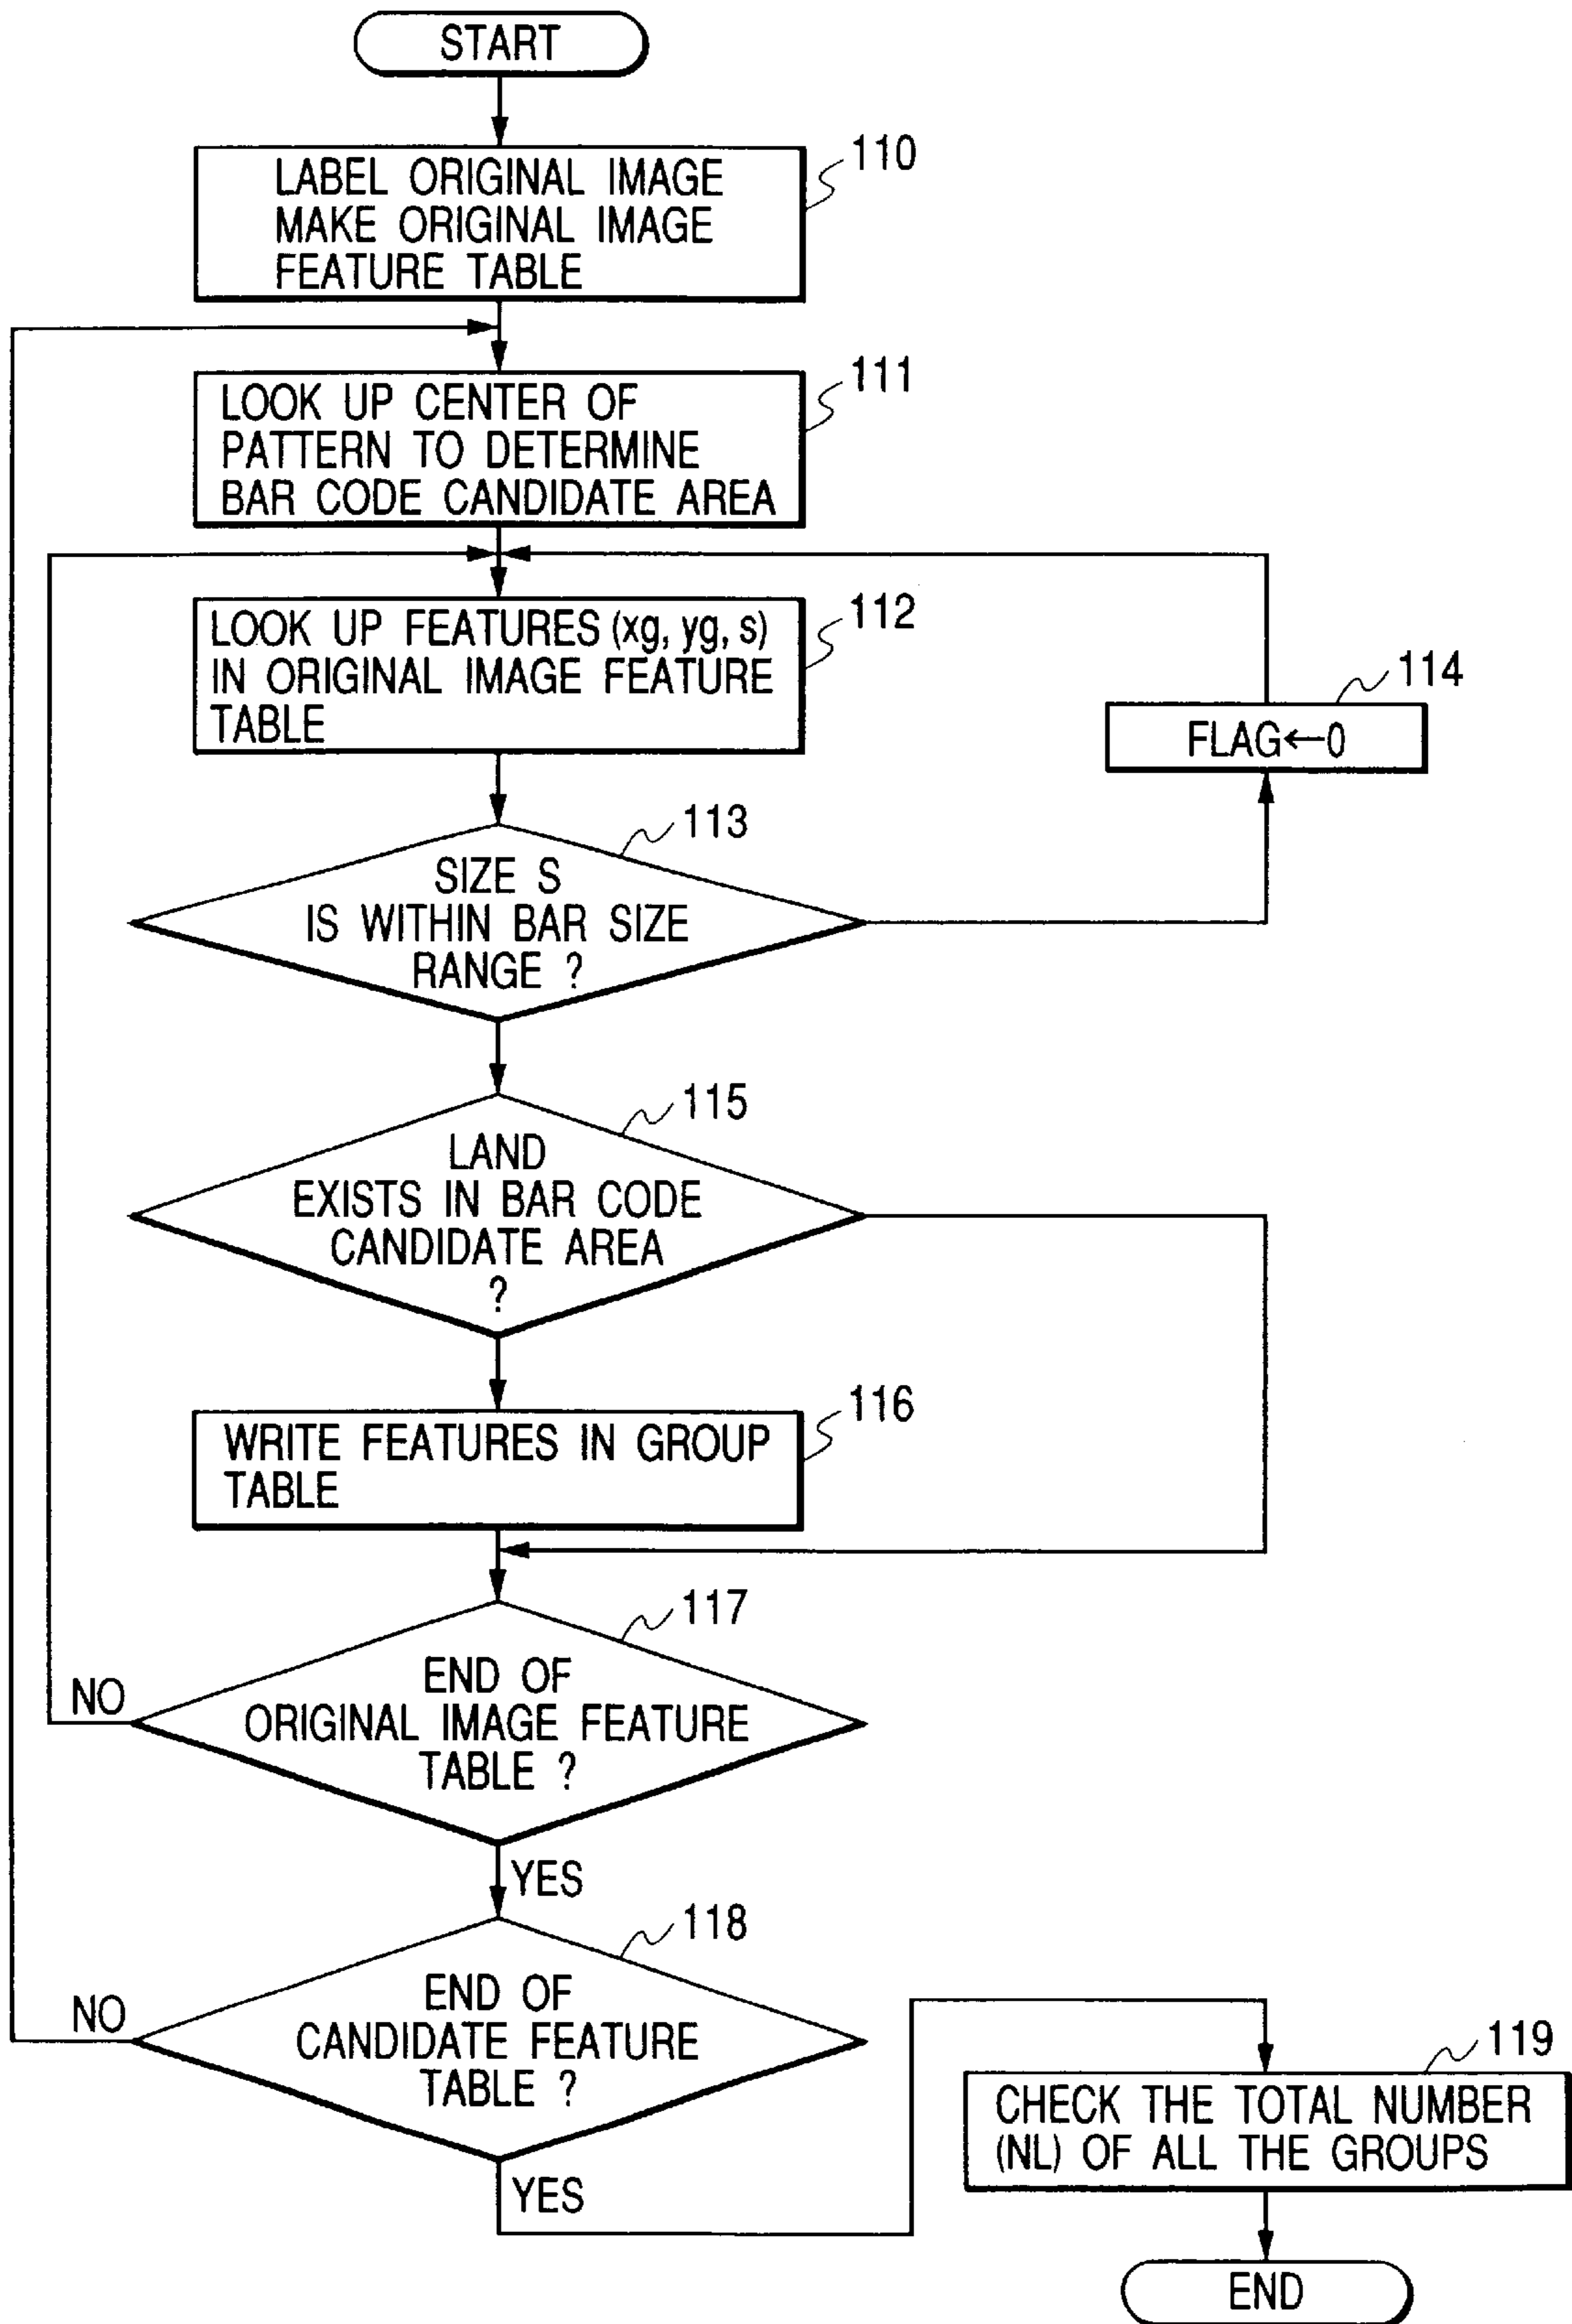 START
110
LABEL ORIGINAL IMAGE
MAKE ORIGINAL IMAGE
FEATURE TABLE
111
LOOK UP CENTER OF
PATTERN TO DETERMINE
BAR CODE CANDIDATE AREA
112
LOOK UP FEATURES (xg, yg, s)
IN ORIGINAL IMAGE FEATURE
TABLE
114
FLAG←0
113
SIZE S
IS WITHIN BAR SIZE
RANGE ?
115
LAND
EXISTS IN BAR CODE
CANDIDATE AREA
?
116
WRITE FEATURES IN GROUP
TABLE
117
END OF
ORIGINAL IMAGE FEATURE
TABLE ?
NO
YES
118
END OF
CANDIDATE FEATURE
TABLE ?
NO
YES
119
CHECK THE TOTAL NUMBER
(NL) OF ALL THE GROUPS
END